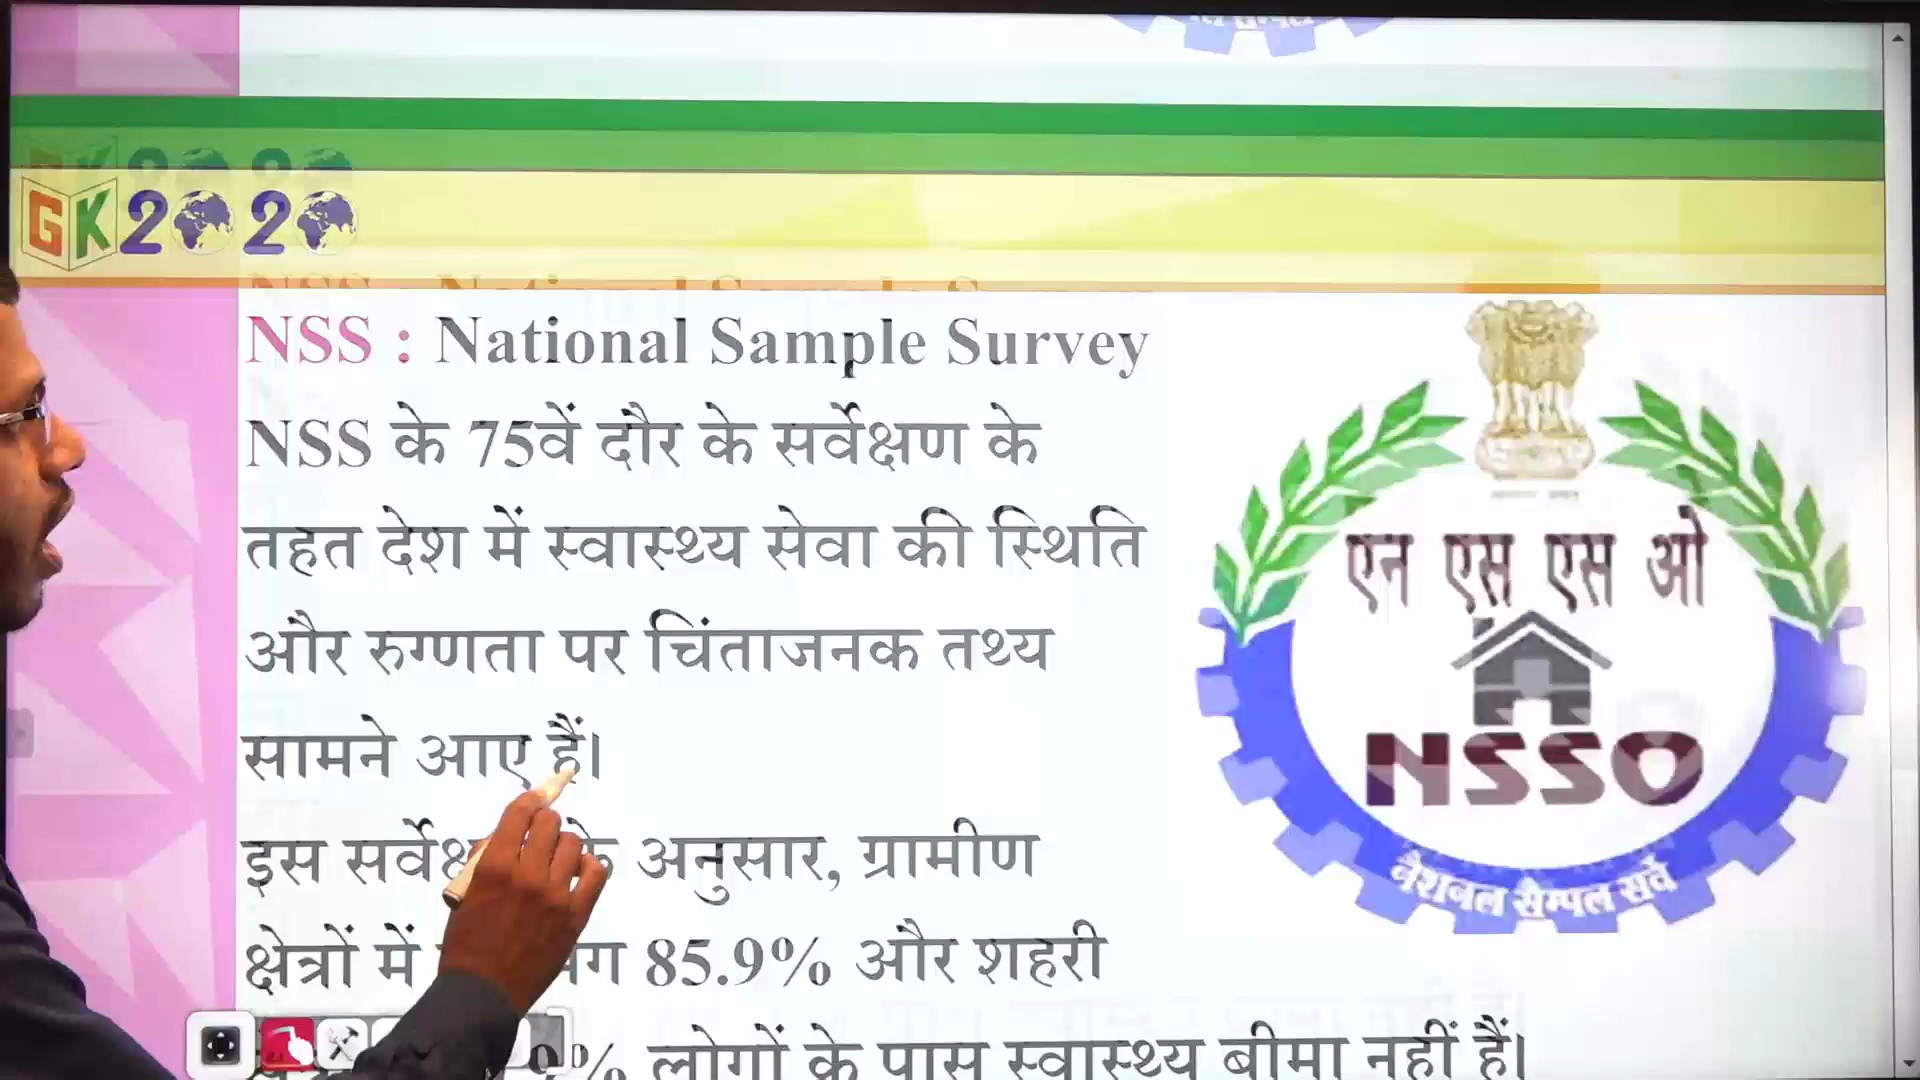 GK2020
NSS : National Sample Survey
NSS के 75वें दौर के सर्वेक्षण के
तहत देश में स्वास्थ्य सेवा की स्थिति
और रुग्णता पर चिंताजनक तथ्य
सामने आए हैं।
इस के अनुसार, ग्रामीण
क्षेत्रों में 85.9% और शहरी
लोगों के पास स्वास्थ्य बीमा नहीं हैं।
एन एस एस ओ
NSSO
नैशनल सैम्पल सर्वे